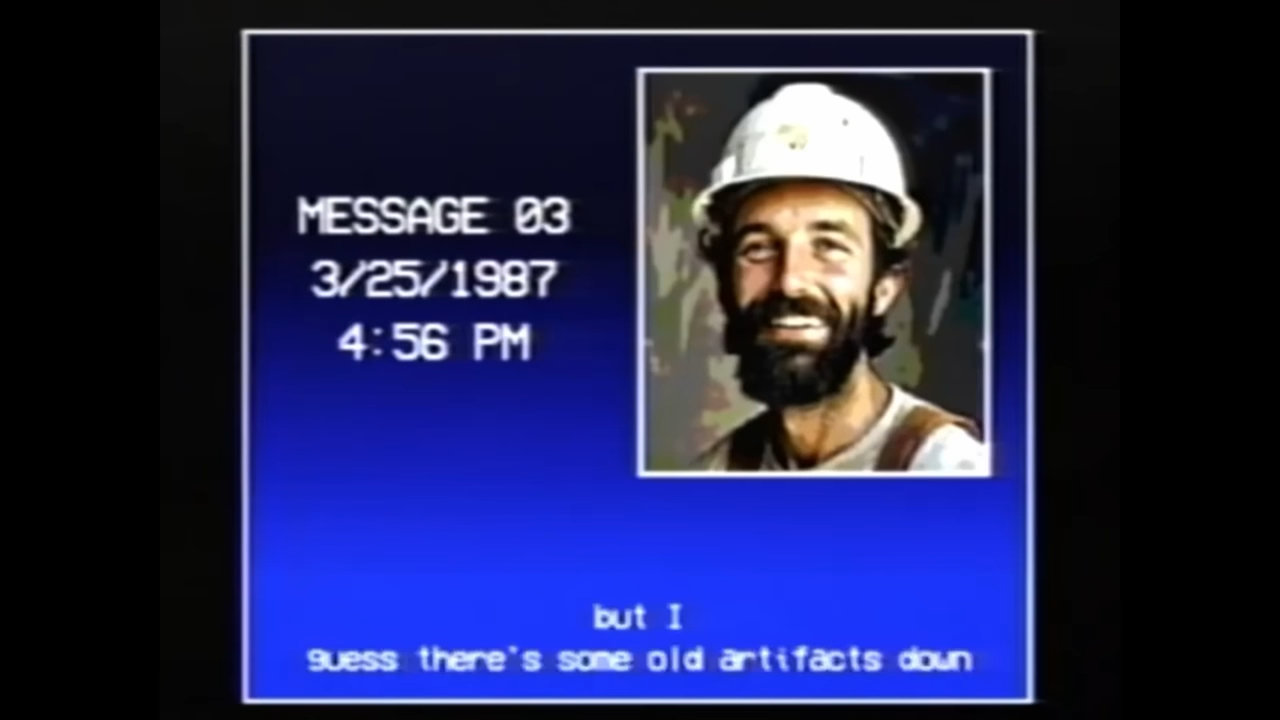 MESSAGE 03
3/25/1987
4:56 PM
but I
guess there's some old artifacts down